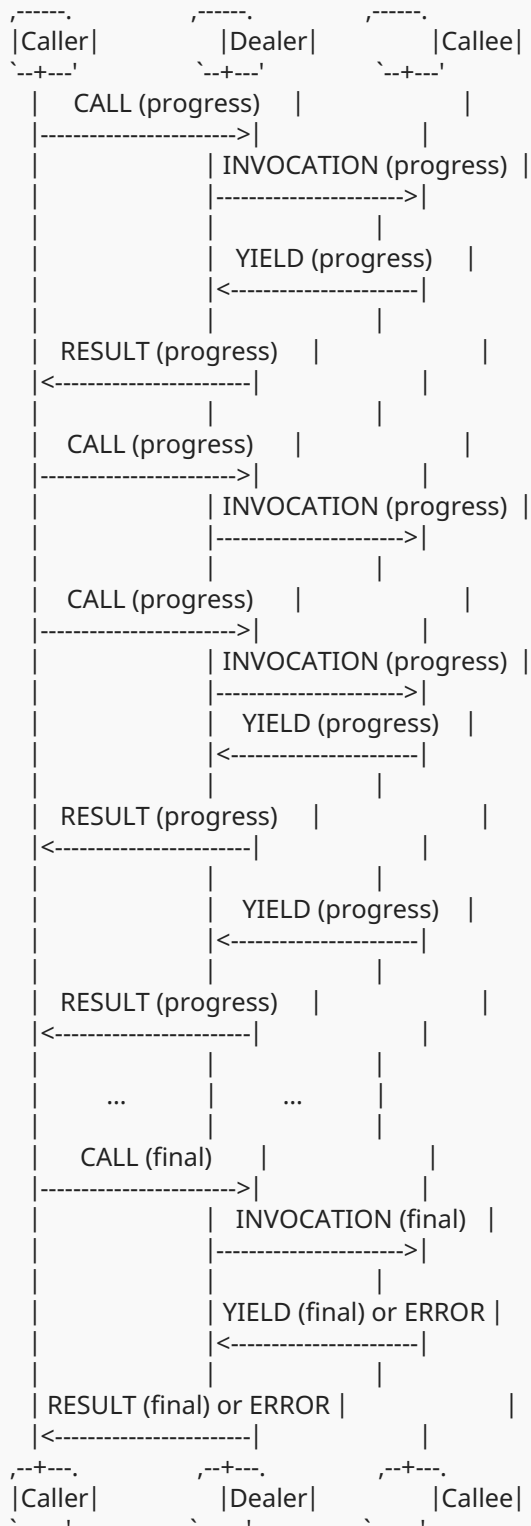 ,------.          ,------.          ,------.
|Caller|          |Dealer|          |Callee|
`--+---'          `--+---'          `--+---'
| CALL (progress) | |
|------------------------>| |
| | INVOCATION (progress) |
| |----------------------->|
| | |
| | YIELD (progress) |
| |<-----------------------|
| | |
| RESULT (progress) | |
|<------------------------| |
| | |
| CALL (progress) | |
|------------------------>| |
| | INVOCATION (progress) |
| |----------------------->|
| | |
| CALL (progress) | |
|------------------------>| |
| | INVOCATION (progress) |
| |----------------------->|
| | YIELD (progress) |
| |<-----------------------|
| | |
| RESULT (progress) | |
|<------------------------| |
| | |
| | YIELD (progress) |
| |<-----------------------|
| | |
| RESULT (progress) | |
|<------------------------| |
| | |
| ... | ... |
| | |
| CALL (final) | |
|------------------------>| |
| | INVOCATION (final) |
| |----------------------->|
| | |
| | YIELD (final) or ERROR |
| |<-----------------------|
| | |
| RESULT (final) or ERROR | |
|<------------------------| |
,--+---.          ,--+---.          ,--+---.
|Caller|          |Dealer|          |Callee|